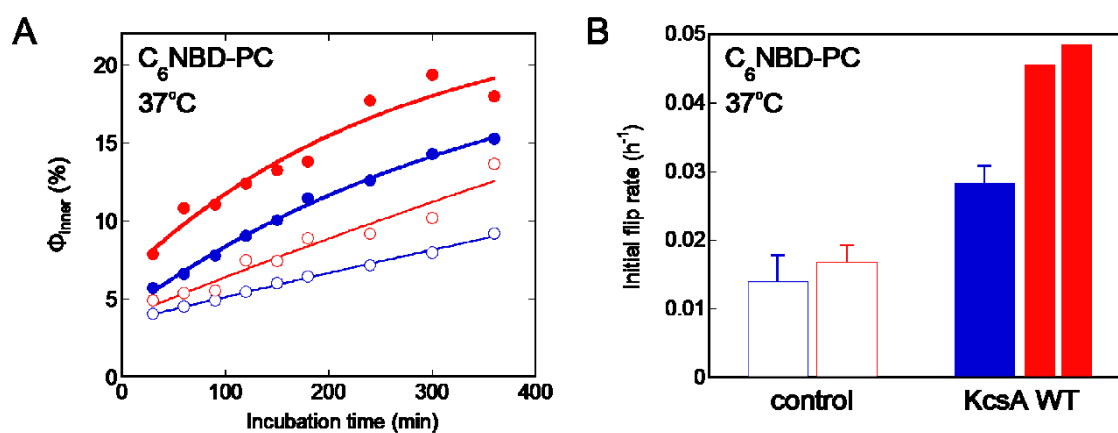 A
C6NBD-PC
37°C
20
15
10
5
0
Φinner (%)
0 100 200 300 400
Incubation time (min)
B
C6NBD-PC
37°C
0.05
0.04
0.03
0.02
0.01
0
Initial flip rate (h-1)
control KcsA WT